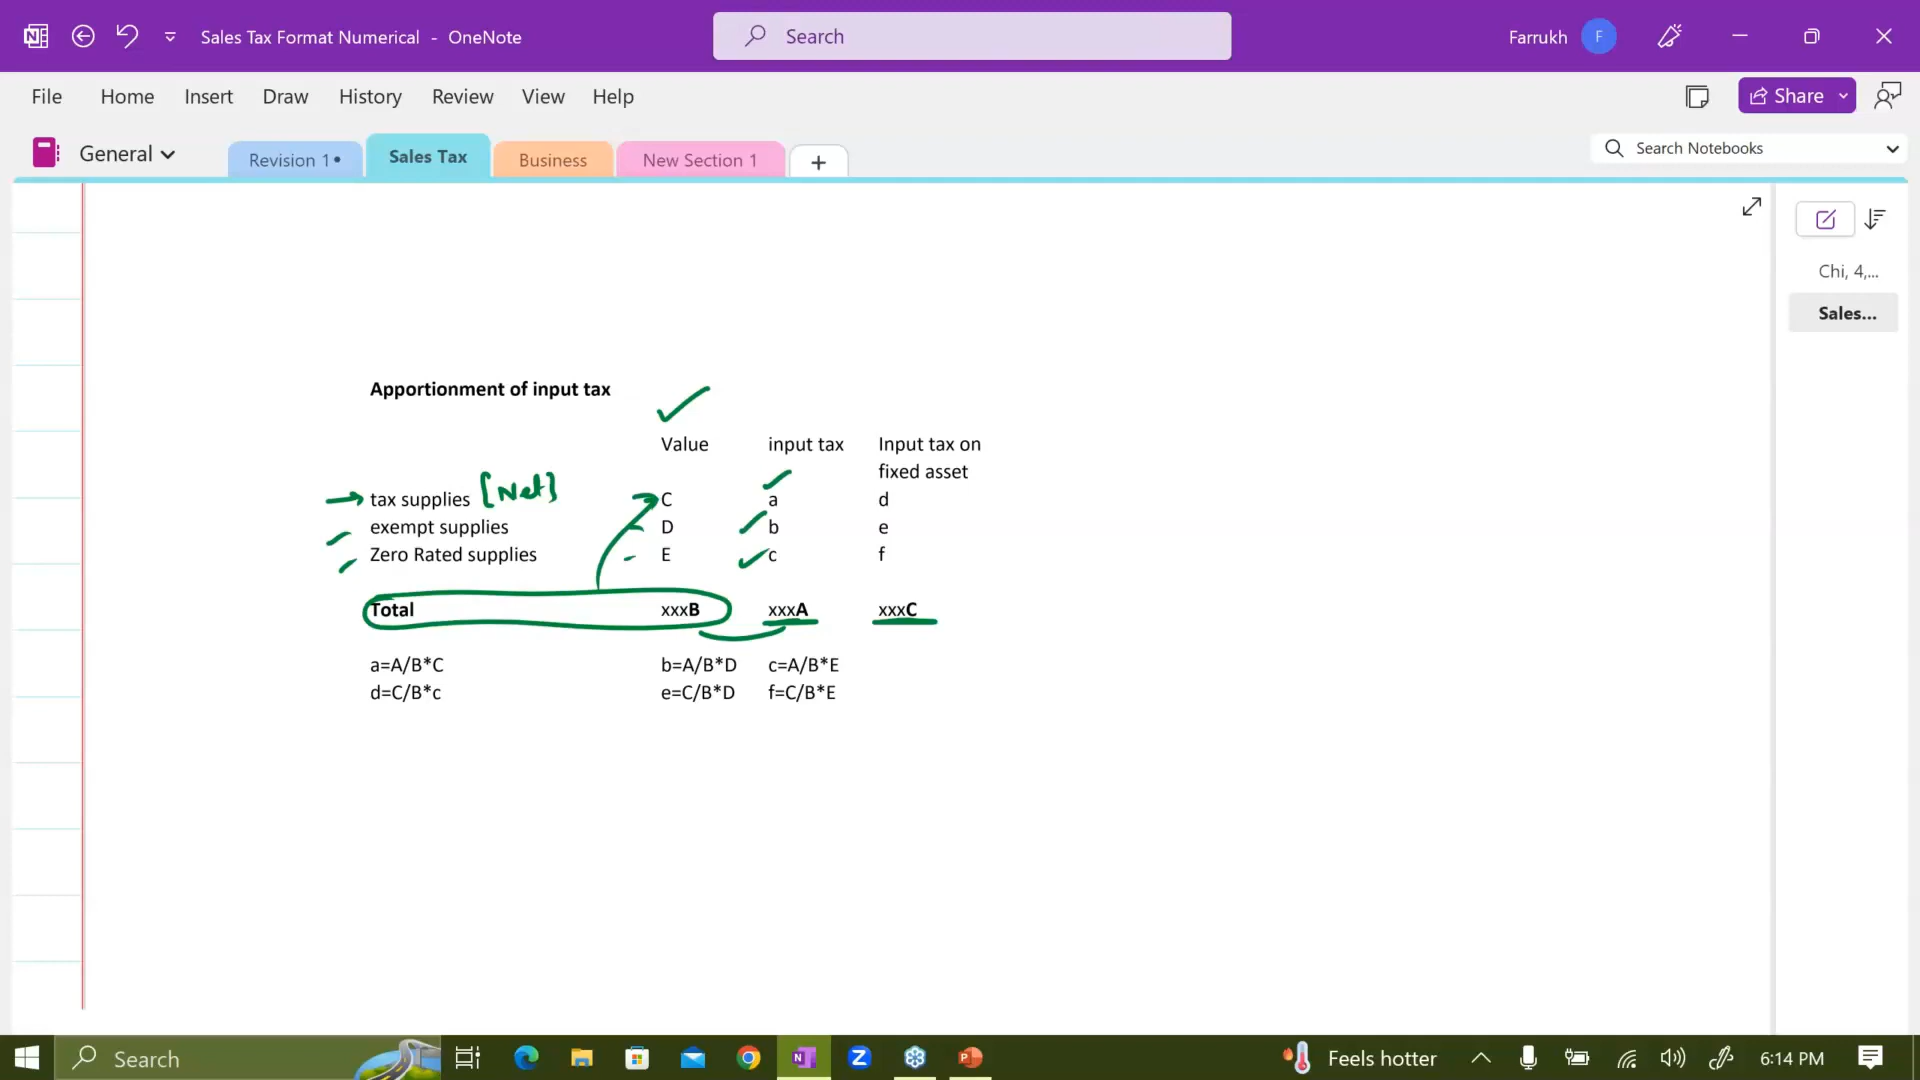 Sales Tax Format Numerical - OneNote
Search
Farrukh
F
File Home Insert Draw History Review View Help
Share
General
Revision 1•
Sales Tax
Business
New Section 1
+
Search Notebooks
Chi, 4,...
Sales...
Apportionment of input tax
Value input tax Input tax on
fixed asset
tax supplies [Net] C a d
exempt supplies D b e
Zero Rated supplies E c f
Total xxxB xxxA xxxC
a=A/B*C b=A/B*D c=A/B*E
d=C/B*c e=C/B*D f=C/B*E
Search
Feels hotter
6:14 PM